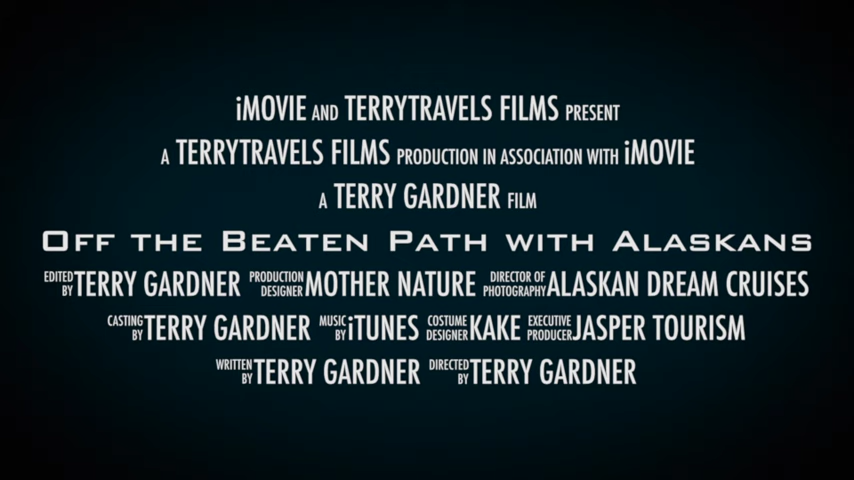 iMOVIE AND TERRYTRAVELS FILMS PRESENT
A TERRYTRAVELS FILMS PRODUCTION IN ASSOCIATION WITH iMOVIE
A TERRY GARDNER FILM
OFF THE BEATEN PATH WITH ALASKANS
EDITED BY TERRY GARDNER PRODUCTION DESIGNER MOTHER NATURE DIRECTOR OF PHOTOGRAPHY ALASKAN DREAM CRUISES
CASTING BY TERRY GARDNER MUSIC BY iTUNES COSTUME DESIGNER KAKE EXECUTIVE PRODUCER JASPER TOURISM
WRITTEN BY TERRY GARDNER DIRECTED BY TERRY GARDNER